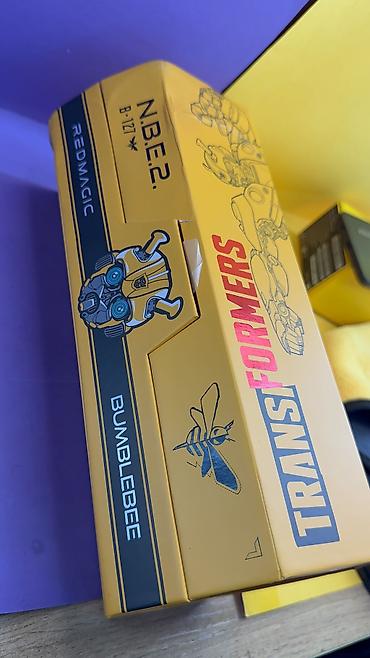 REDMAGIC
BUMBLEBEE
N.B.E.2.
B-127
TRANSFORMERS